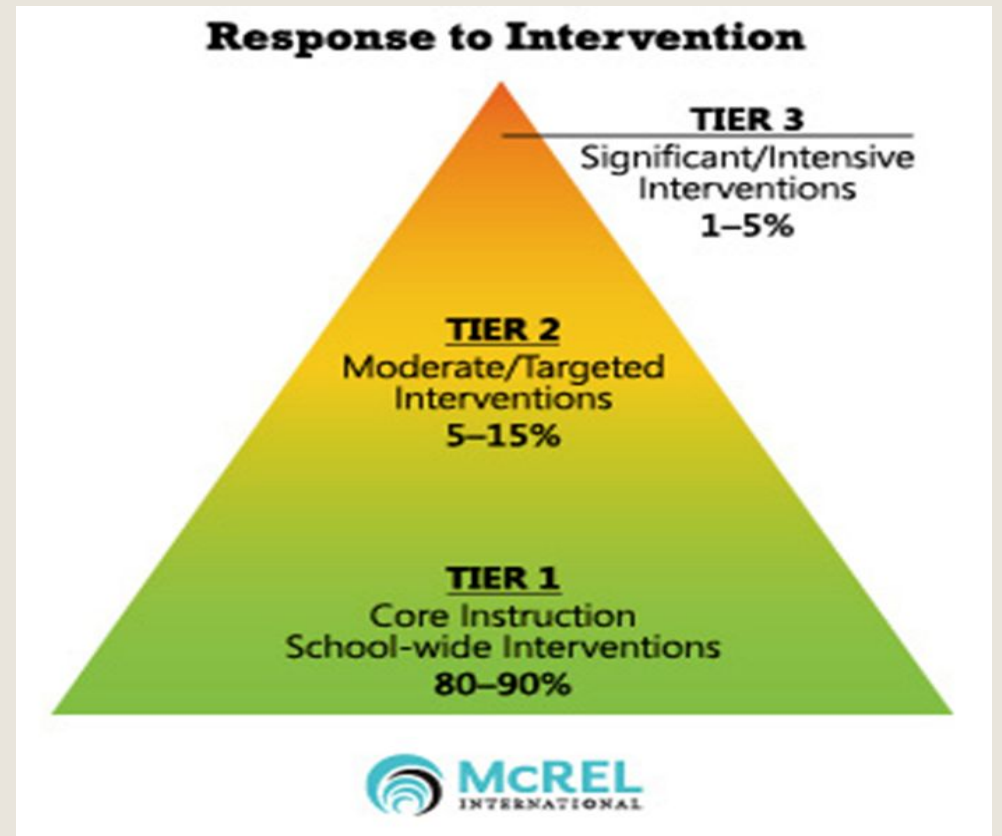 Response to Intervention
TIER 3
Significant/Intensive
Interventions
1–5%
TIER 2
Moderate/Targeted
Interventions
5–15%
TIER 1
Core Instruction
School-wide Interventions
80–90%
McREL
INTERNATIONAL